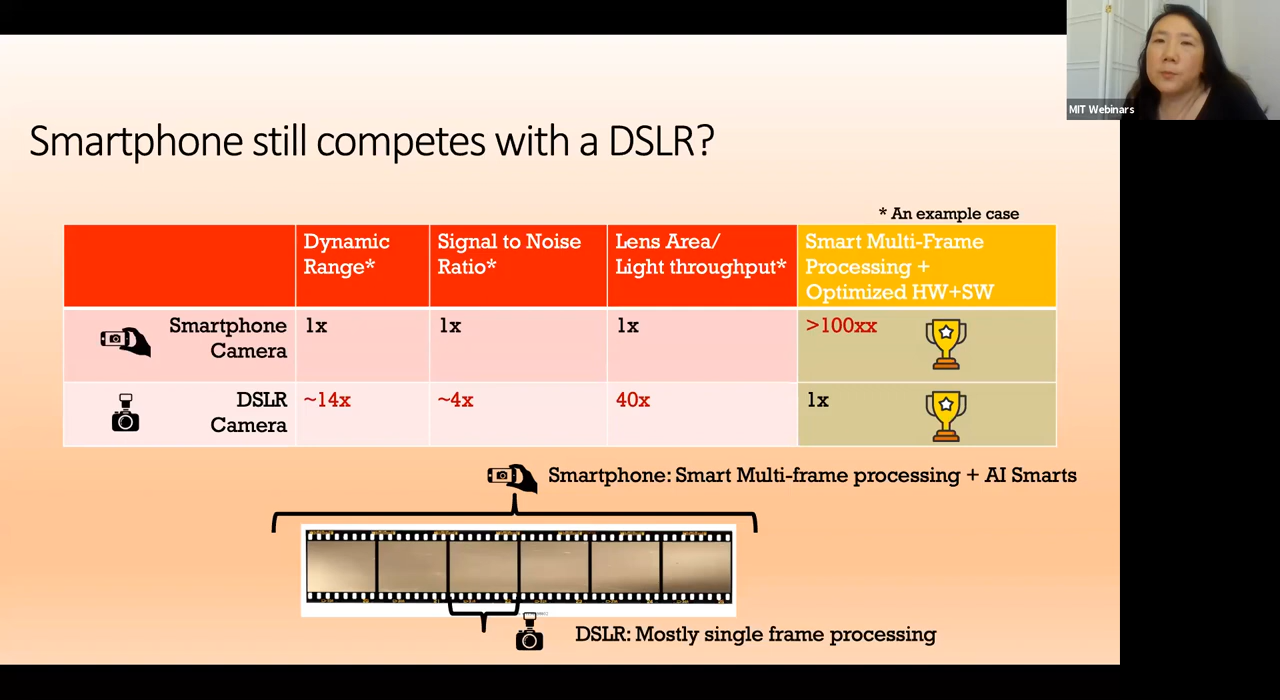 MIT Webinars
Smartphone still competes with a DSLR?
* An example case
Dynamic
Range*
Signal to Noise
Ratio*
Lens Area/
Light throughput*
Smart Multi-Frame
Processing +
Optimized HW+SW
Smartphone
Camera
1x
1x
1x
>100xx
DSLR
Camera
~14x
~4x
40x
1x
Smartphone: Smart Multi-frame processing + AI Smarts
DSLR: Mostly single frame processing